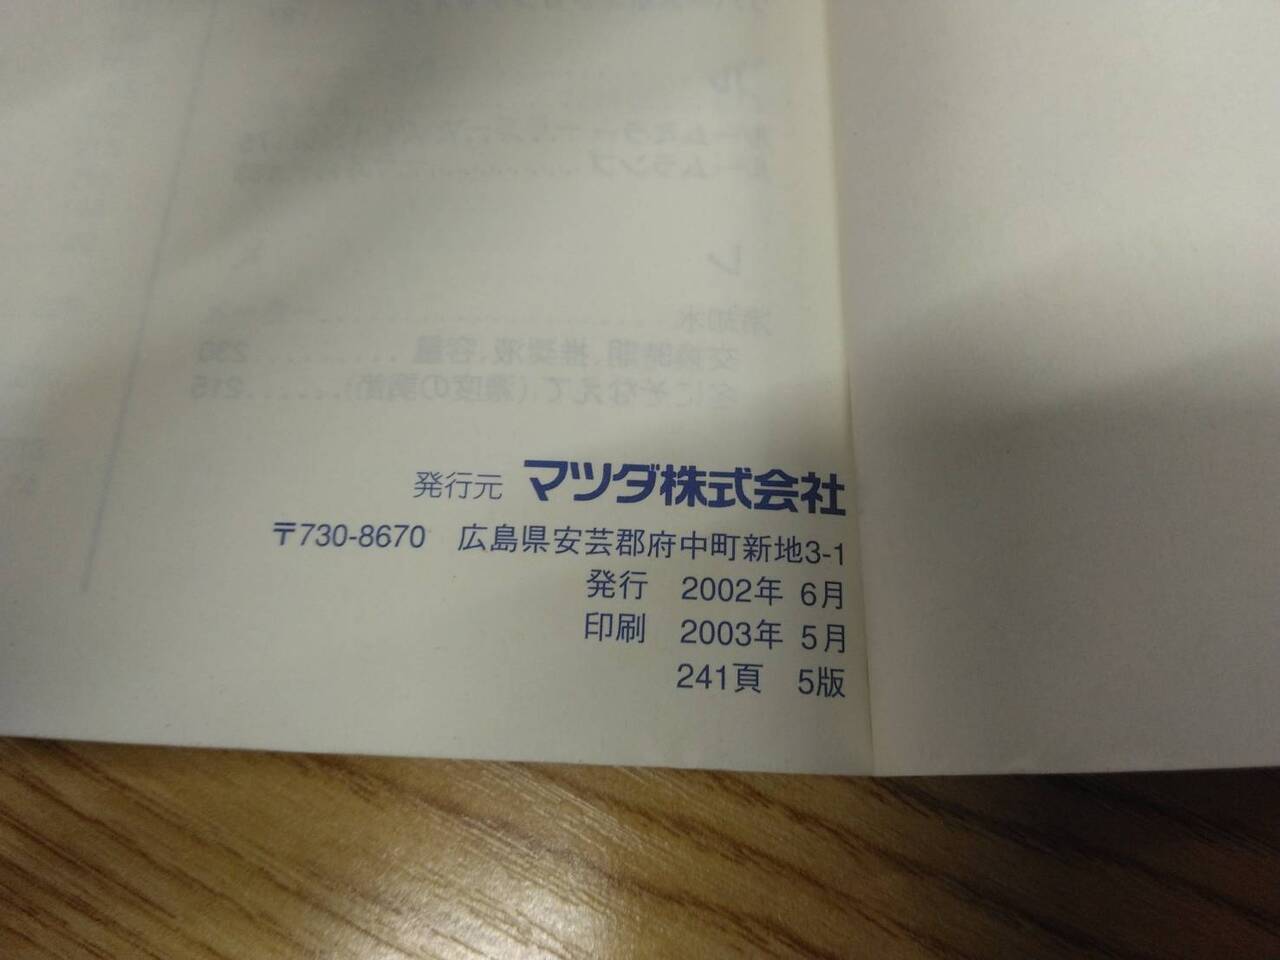 発行元 マツダ株式会社
〒730-8670 広島県安芸郡府中町新地3-1
発行 2002年 6月
印刷 2003年 5月
241頁 5版